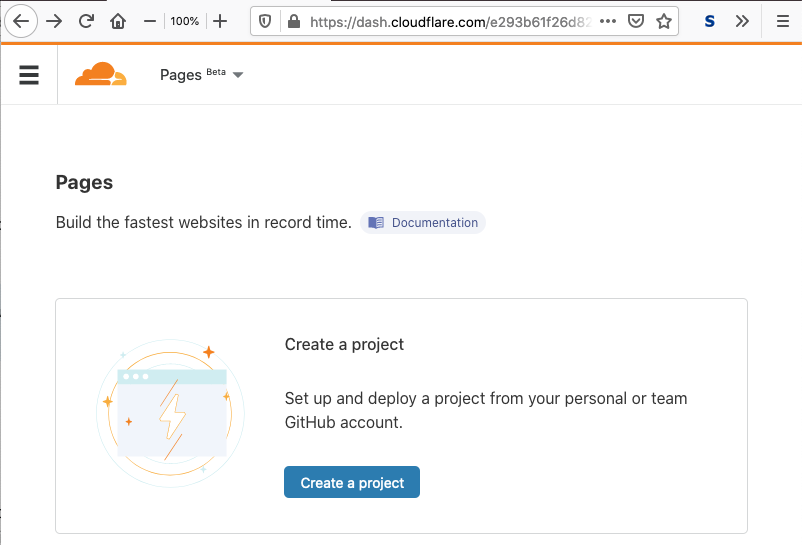 100%
https://dash.cloudflare.com/e293b61f26d82
S
Pages Beta
Pages
Build the fastest websites in record time.
Documentation
Create a project
Set up and deploy a project from your personal or team
GitHub account.
Create a project